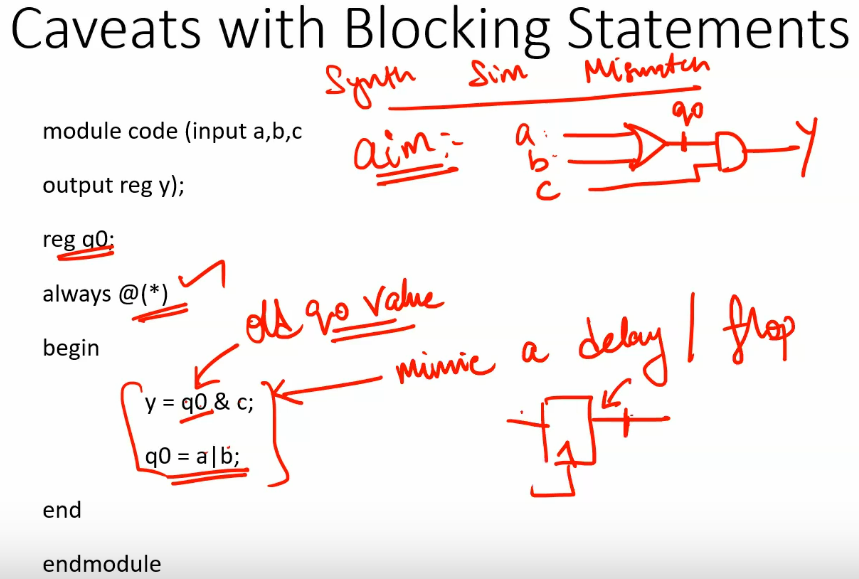 Caveats with Blocking Statements
Synth Sim Mismatch
module code (input a,b,c
aim:-
a
b
c
q0
y
output reg y);
reg q0;
always @(*)
old q0 value
begin
mimic a delay / flop
y = q0 & c;
q0 = a|b;
end
endmodule